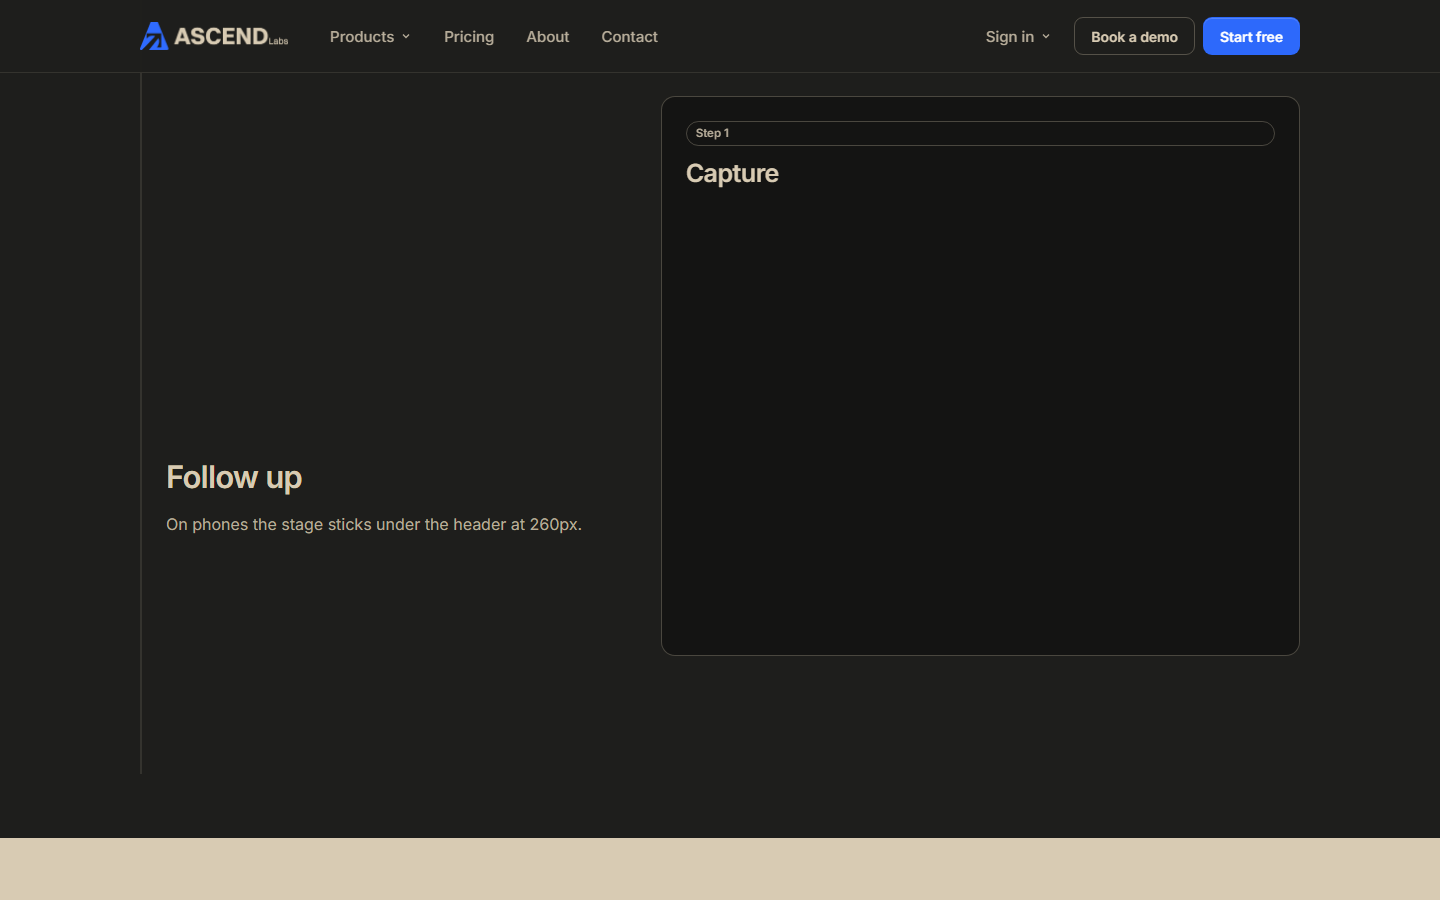 ASCEND Labs
Products
Pricing
About
Contact
Sign in
Book a demo
Start free
Step 1
Capture
Follow up
On phones the stage sticks under the header at 260px.